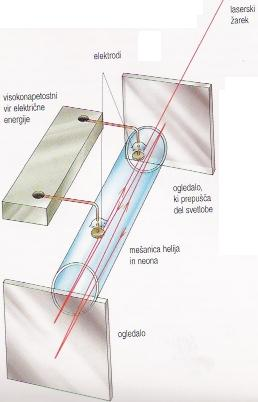 laserski
žarek
elektrodi
visokonapetostni
vir električne
energije
ogledalo,
ki prepušča
del svetlobe
mešanica helija
in neona
ogledalo